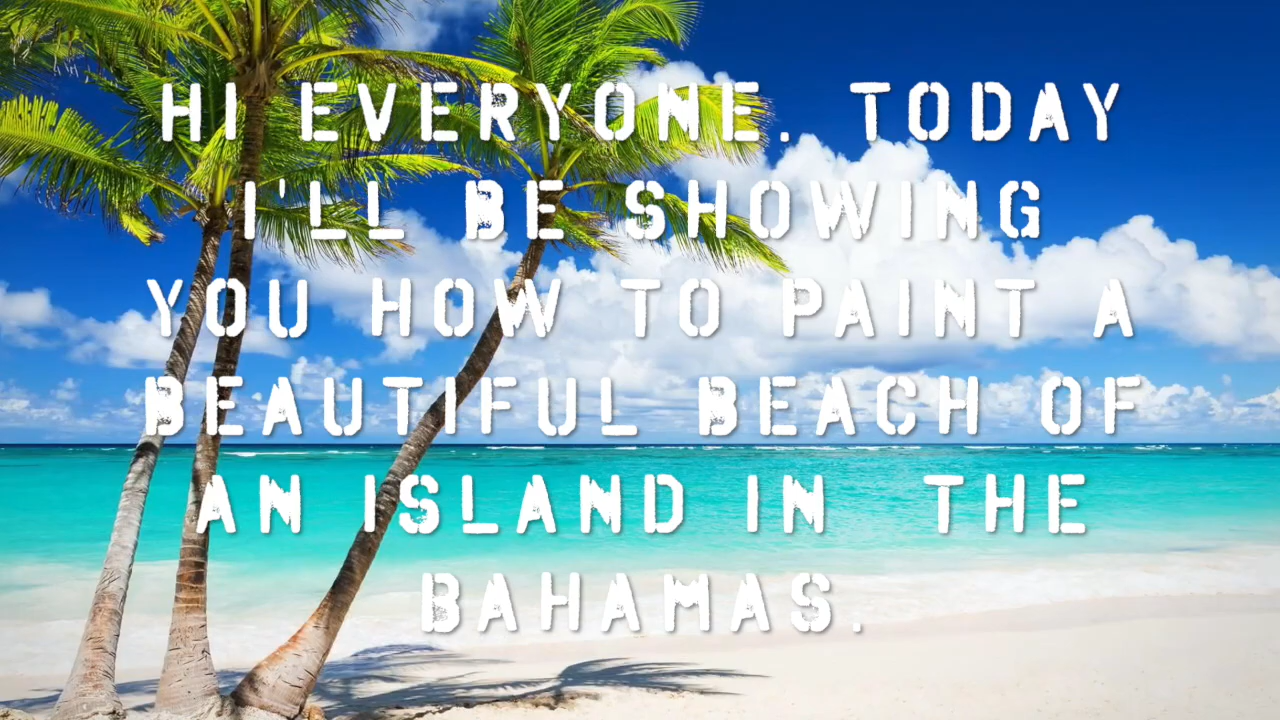 HI EVERYONE. TODAY
I'LL BE SHOWING
YOU HOW TO PAINT A
BEAUTIFUL BEACH OF
AN ISLAND IN THE
BAHAMAS.